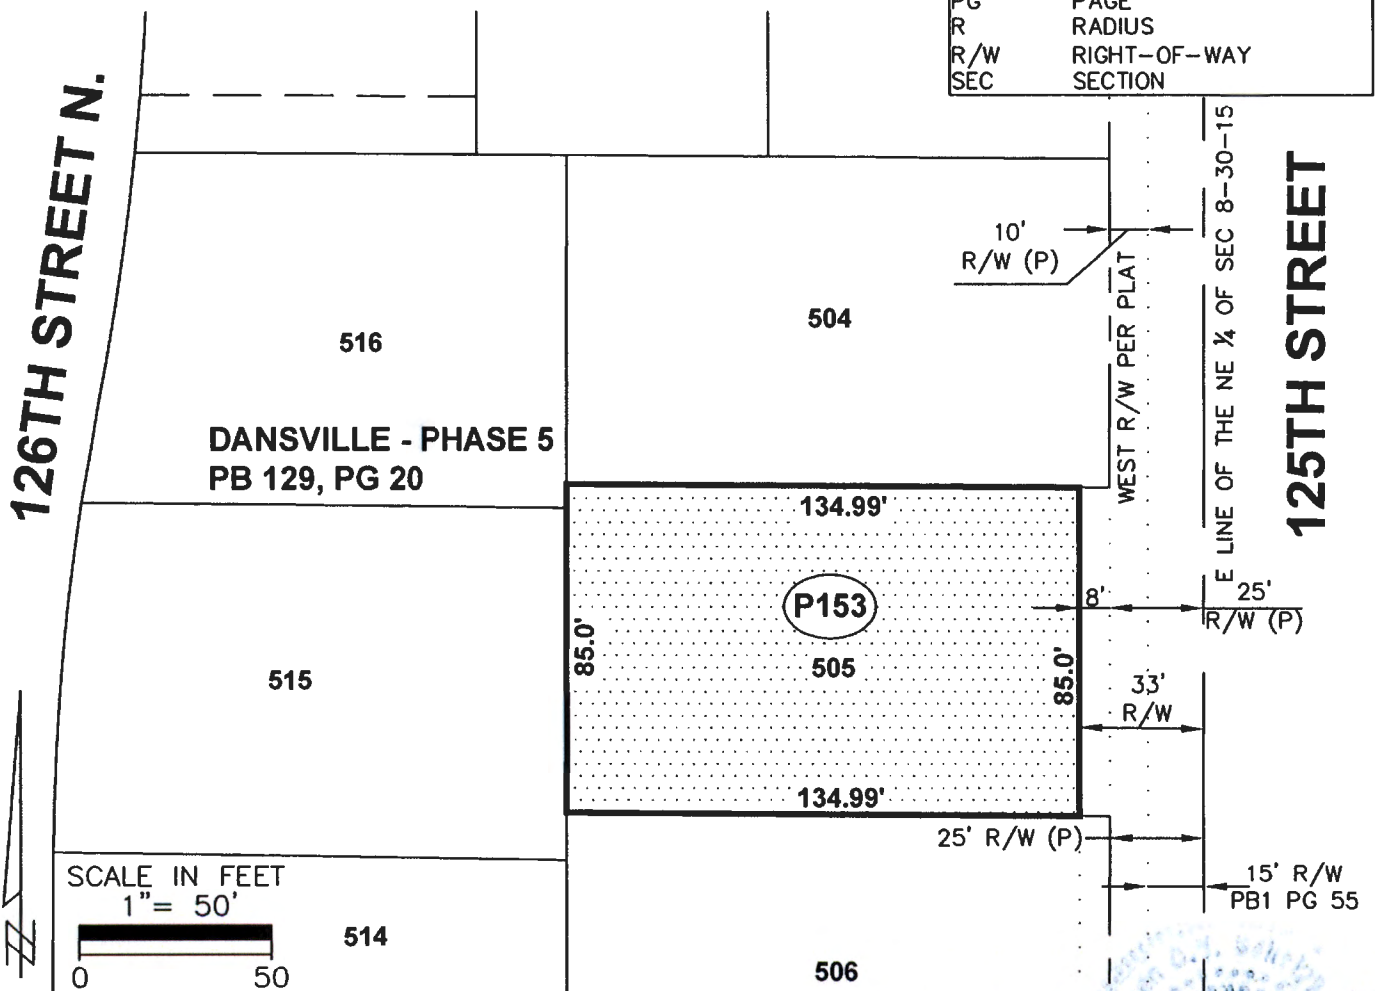 PG PAGE
R RADIUS
R/W RIGHT-OF-WAY
SEC SECTION
126TH STREET N.
125TH STREET
E LINE OF THE NE ¼ OF SEC 8-30-15
WEST R/W PER PLAT
10'
R/W (P)
516
504
DANSVILLE - PHASE 5
PB 129, PG 20
134.99'
P153
505
85.0'
85.0'
134.99'
8'
25'
R/W (P)
33'
R/W
515
25' R/W (P)
15' R/W
PB1 PG 55
SCALE IN FEET
1"= 50'
0 50
514
506
N